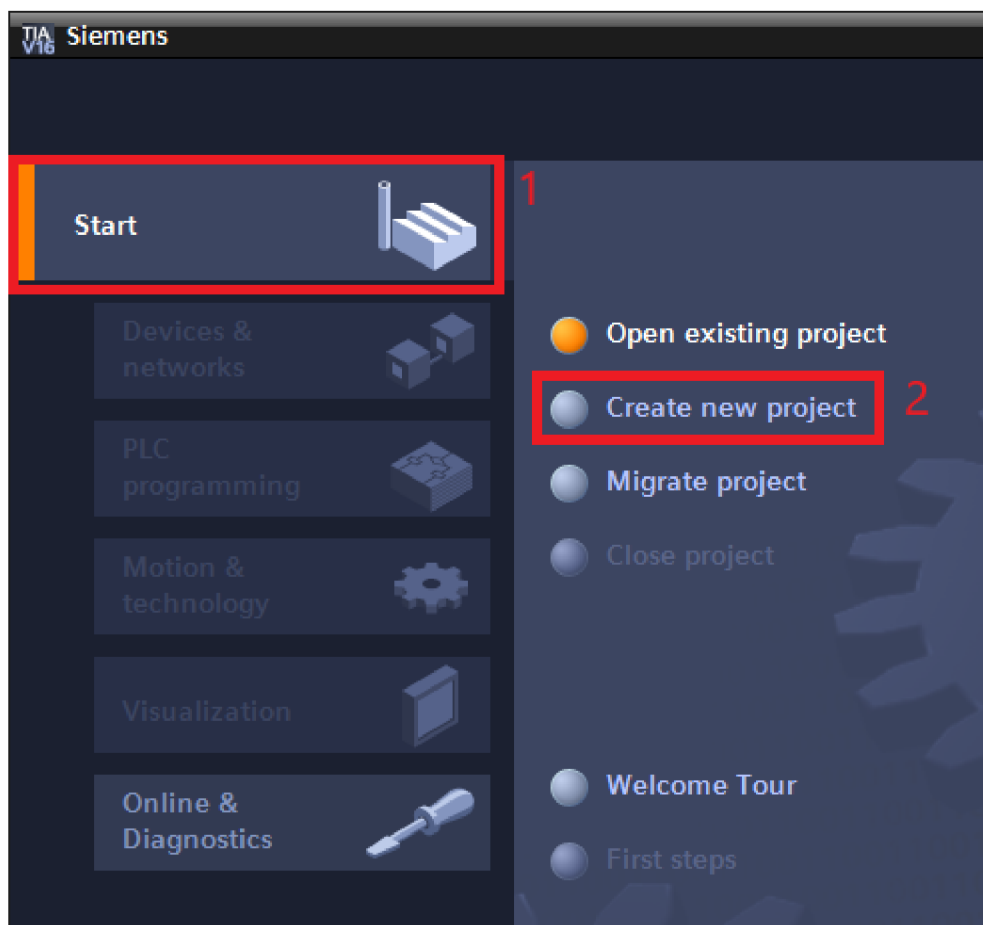 TIA
V16
Siemens
Start
1
Devices &
networks
PLC
programming
Motion &
technology
Visualization
Online &
Diagnostics
Open existing project
Create new project
2
Migrate project
Close project
Welcome Tour
First steps